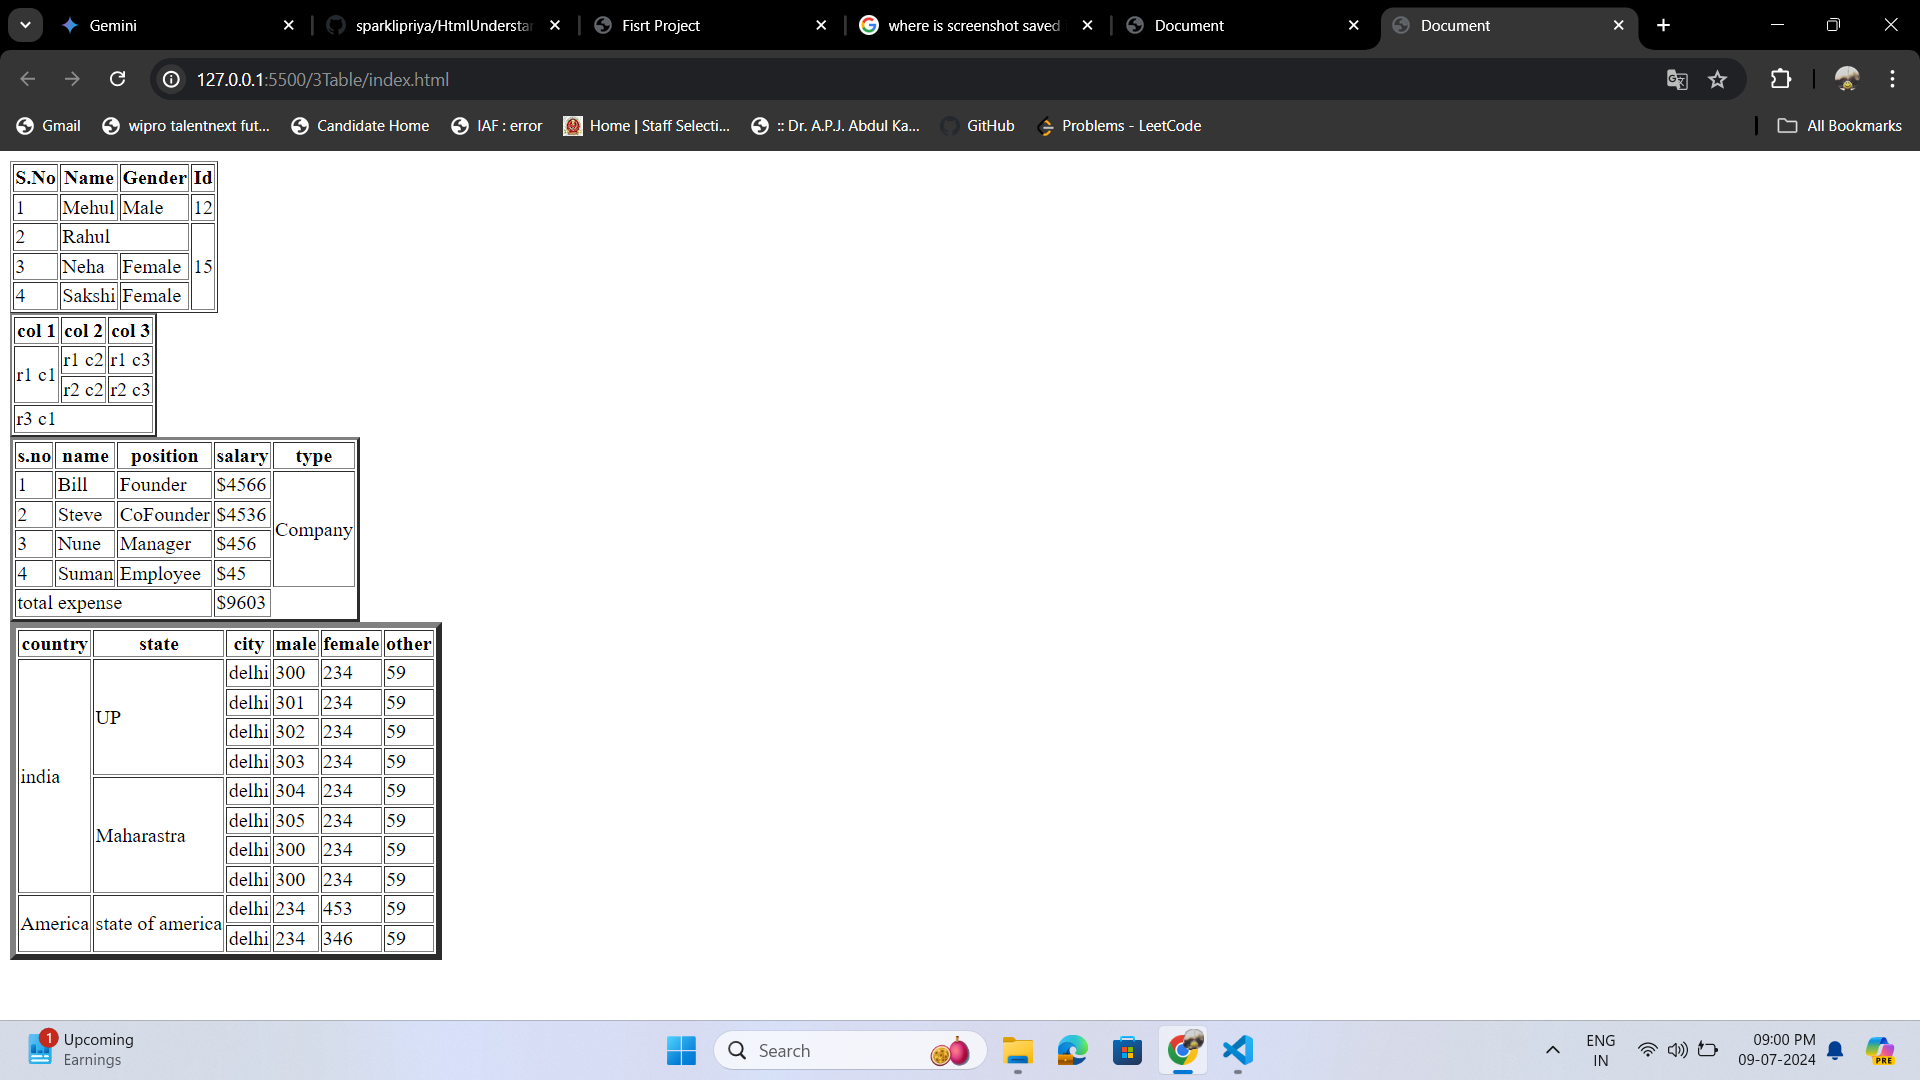 Gemini
sparklipriya/HtmlUnderstar
Fisrt Project
where is screenshot saved
Document
Document
127.0.0.1:5500/3Table/index.html
Gmail
wipro talentnext fut...
Candidate Home
IAF : error
Home | Staff Selecti...
:: Dr. A.P.J. Abdul Ka...
GitHub
Problems - LeetCode
All Bookmarks
S.No Name Gender Id
1 Mehul Male 12
2 Rahul
3 Neha Female 15
4 Sakshi Female
col 1 col 2 col 3
r1 c2 r1 c3
r1 c1
r2 c2 r2 c3
r3 c1
s.no name position salary type
1 Bill Founder $4566
2 Steve CoFounder $4536
Company
3 Nune Manager $456
4 Suman Employee $45
total expense $9603
country state city male female other
delhi 300 234 59
delhi 301 234 59
UP
delhi 302 234 59
delhi 303 234 59
india
delhi 304 234 59
delhi 305 234 59
Maharastra
delhi 300 234 59
delhi 300 234 59
delhi 234 453 59
America state of america
delhi 234 346 59
1
Upcoming
Earnings
Search
ENG
IN
09:00 PM
09-07-2024
PRE